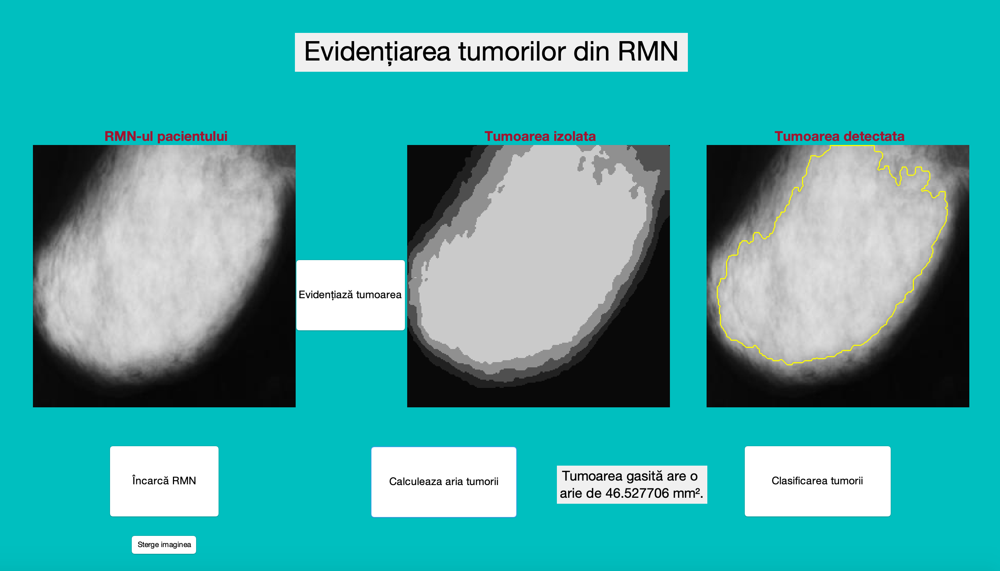 Evidențiarea tumorilor din RMN
RMN-ul pacientului
Tumoarea izolata
Tumoarea detectata
Evidențiază tumoarea
Încarcă RMN
Calculeaza aria tumorii
Tumoarea gasită are o
arie de 46.527706 mm².
Clasificarea tumorii
Sterge imaginea